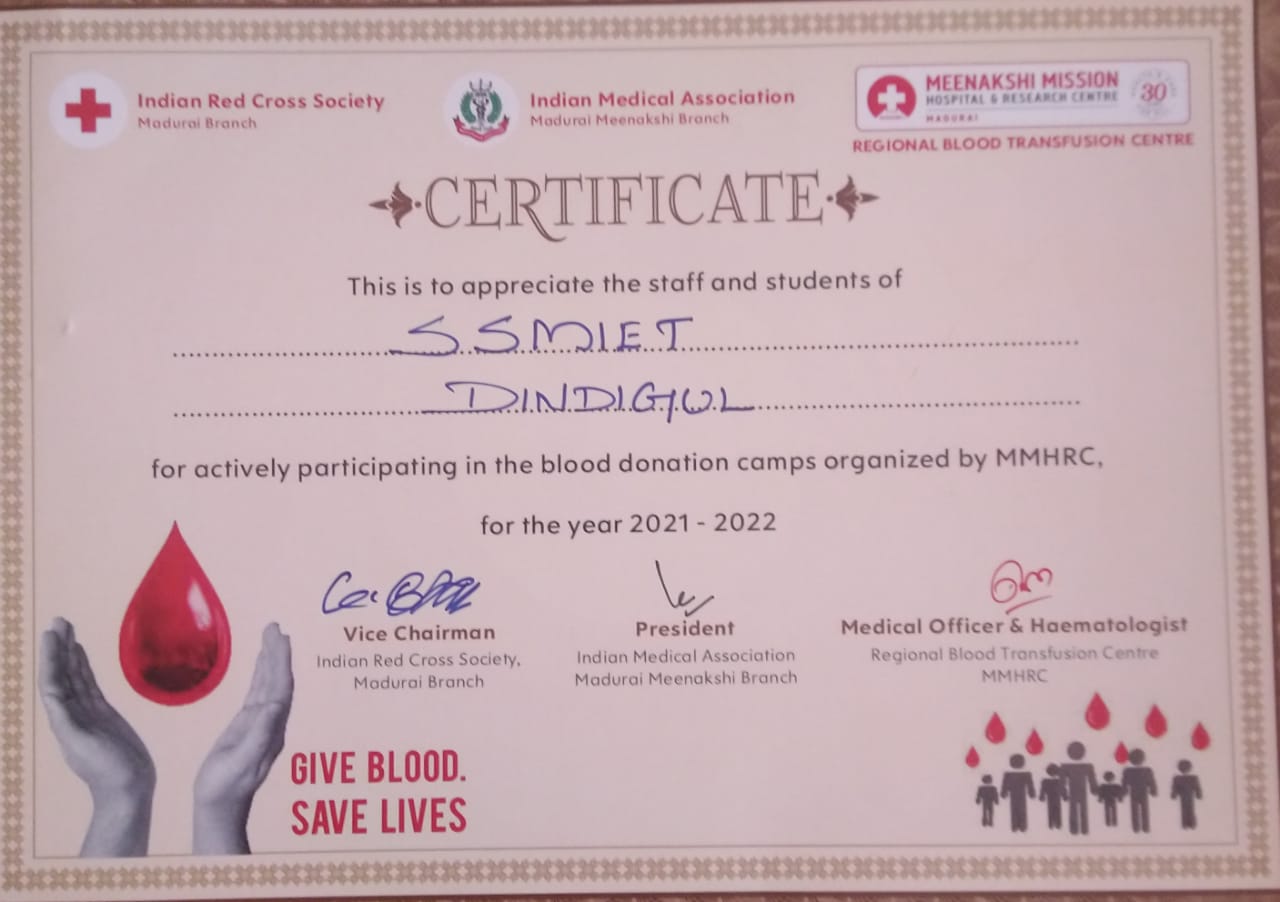 Indian Red Cross Society
Madurai Branch
Indian Medical Association
Madurai Meenakshi Branch
MEENAKSHI MISSION
HOSPITAL & RESEARCH CENTRE
MADURAI
30
REGIONAL BLOOD TRANSFUSION CENTRE
CERTIFICATE
This is to appreciate the staff and students of
SSMIET
DINDIGUL
for actively participating in the blood donation camps organized by MMHRC,
for the year 2021 - 2022
Vice Chairman
Indian Red Cross Society,
Madurai Branch
President
Indian Medical Association
Madurai Meenakshi Branch
Medical Officer & Haematologist
Regional Blood Transfusion Centre
MMHRC
GIVE BLOOD.
SAVE LIVES